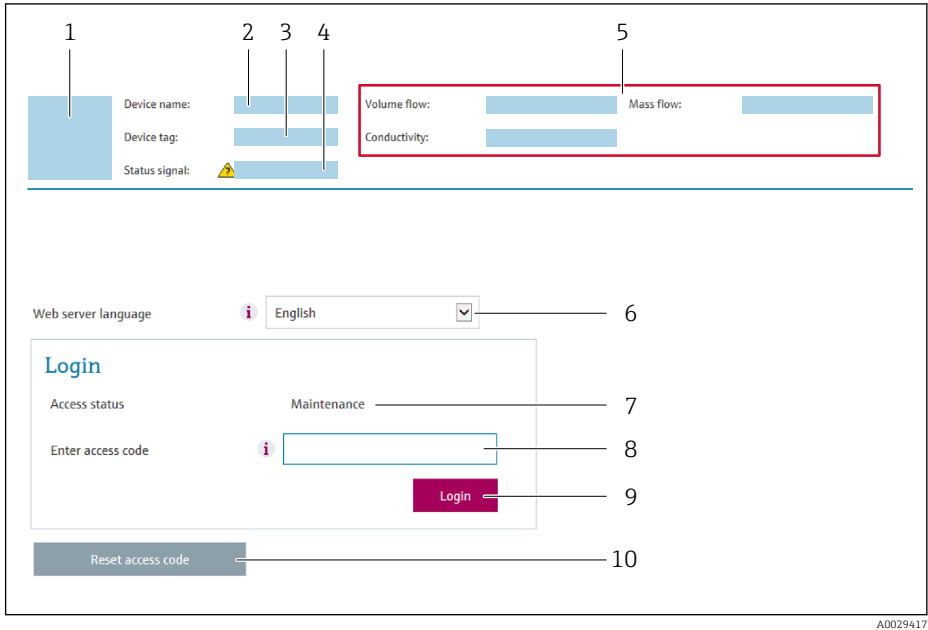 1 2 3 4 5
Device name: Volume flow: Mass flow:
Device tag: Conductivity:
Status signal: ?
Web server language i English 6
Login
Access status Maintenance 7
Enter access code i 8
Login 9
Reset access code 10
A0029417